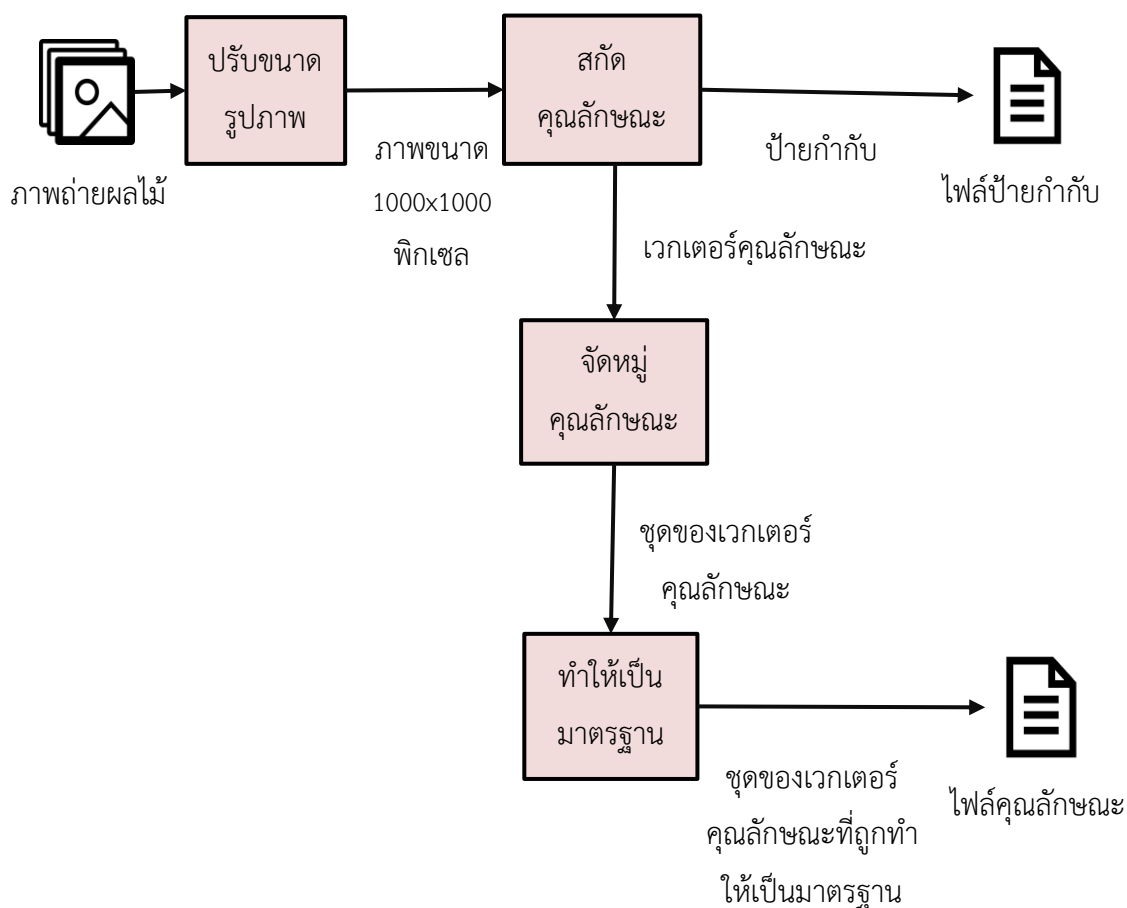 ปรับขนาด
รูปภาพ
สกัด
คุณลักษณะ
ภาพถ่ายผลไม้
ภาพขนาด
1000x1000
พิกเซล
ป้ายกำกับ
ไฟล์ป้ายกำกับ
เวกเตอร์คุณลักษณะ
จัดหมู่
คุณลักษณะ
ชุดของเวกเตอร์
คุณลักษณะ
ทำให้เป็น
มาตรฐาน
ชุดของเวกเตอร์
คุณลักษณะที่ถูกทำ
ให้เป็นมาตรฐาน
ไฟล์คุณลักษณะ